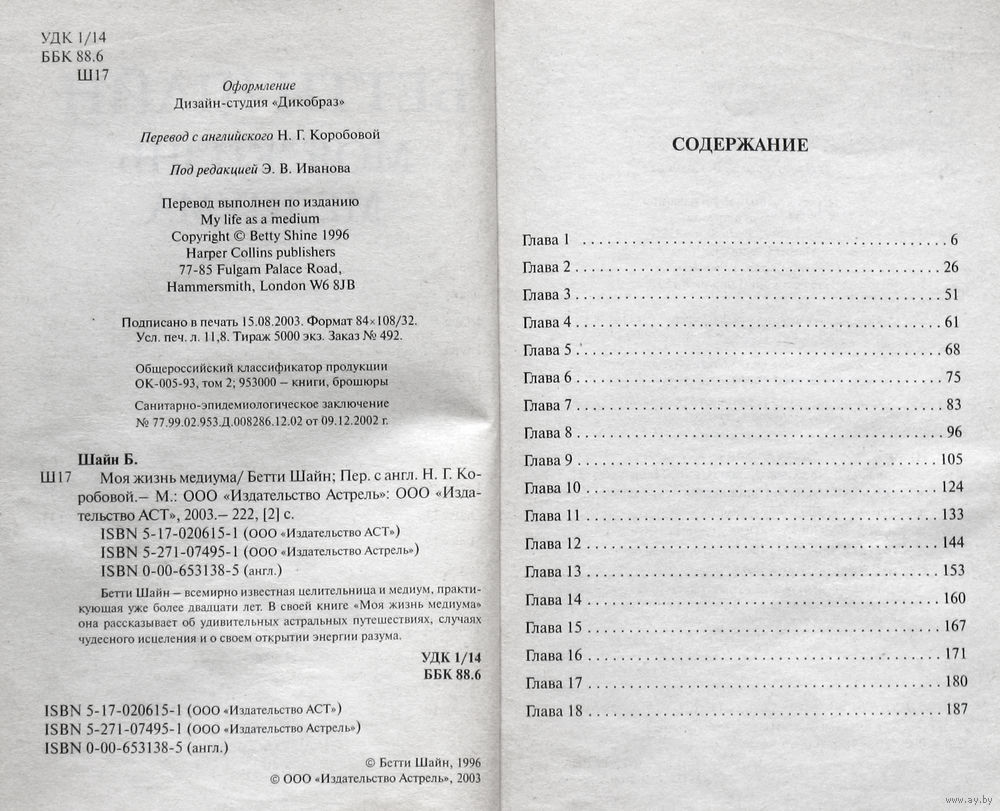 УДК 1/14
ББК 88.6
Ш17
Оформление
Дизайн-студия «Дикобраз»
Перевод с английского Н. Г. Коробовой
Под редакцией Э. В. Иванова
Перевод выполнен по изданию
My life as a medium
Copyright © Betty Shine 1996
Harper Collins publishers
77-85 Fulgam Palace Road,
Hammersmith, London W6 8JB
Подписано в печать 15.08.2003. Формат 84×108/32.
Усл. печ. л. 11,8. Тираж 5000 экз. Заказ № 492.
Общероссийский классификатор продукции
ОК-005-93, том 2; 953000 – книги, брошюры
Санитарно-эпидемиологическое заключение
№ 77.99.02.953.Д.008286.12.02 от 09.12.2002 г.
Шайн Б.
Ш17 Моя жизнь медиума/ Бетти Шайн; Пер. с англ. Н. Г. Ко-
робовой.– М.: ООО «Издательство Астрель»: ООО «Изда-
тельство АСТ», 2003.– 222, [2] с.
ISBN 5-17-020615-1 (ООО «Издательство АСТ»)
ISBN 5-271-07495-1 (ООО «Издательство Астрель»)
ISBN 0-00-653138-5 (англ.)
Бетти Шайн – всемирно известная целительница и медиум, практи-
кующая уже более двадцати лет. В своей книге «Моя жизнь медиума»
она рассказывает об удивительных астральных путешествиях, случаях
чудесного исцеления и о своем открытии энергии разума.
УДК 1/14
ББК 88.6
ISBN 5-17-020615-1 (ООО «Издательство АСТ»)
ISBN 5-271-07495-1 (ООО «Издательство Астрель»)
ISBN 0-00-653138-5 (англ.)
© Бетти Шайн, 1996
© ООО «Издательство Астрель», 2003
СОДЕРЖАНИЕ
Глава 1 ..... 6
Глава 2 ..... 26
Глава 3 ..... 51
Глава 4 ..... 61
Глава 5 ..... 68
Глава 6 ..... 75
Глава 7 ..... 83
Глава 8 ..... 96
Глава 9 ..... 105
Глава 10 ..... 124
Глава 11 ..... 133
Глава 12 ..... 144
Глава 13 ..... 153
Глава 14 ..... 160
Глава 15 ..... 167
Глава 16 ..... 171
Глава 17 ..... 180
Глава 18 ..... 187
www.ay.by